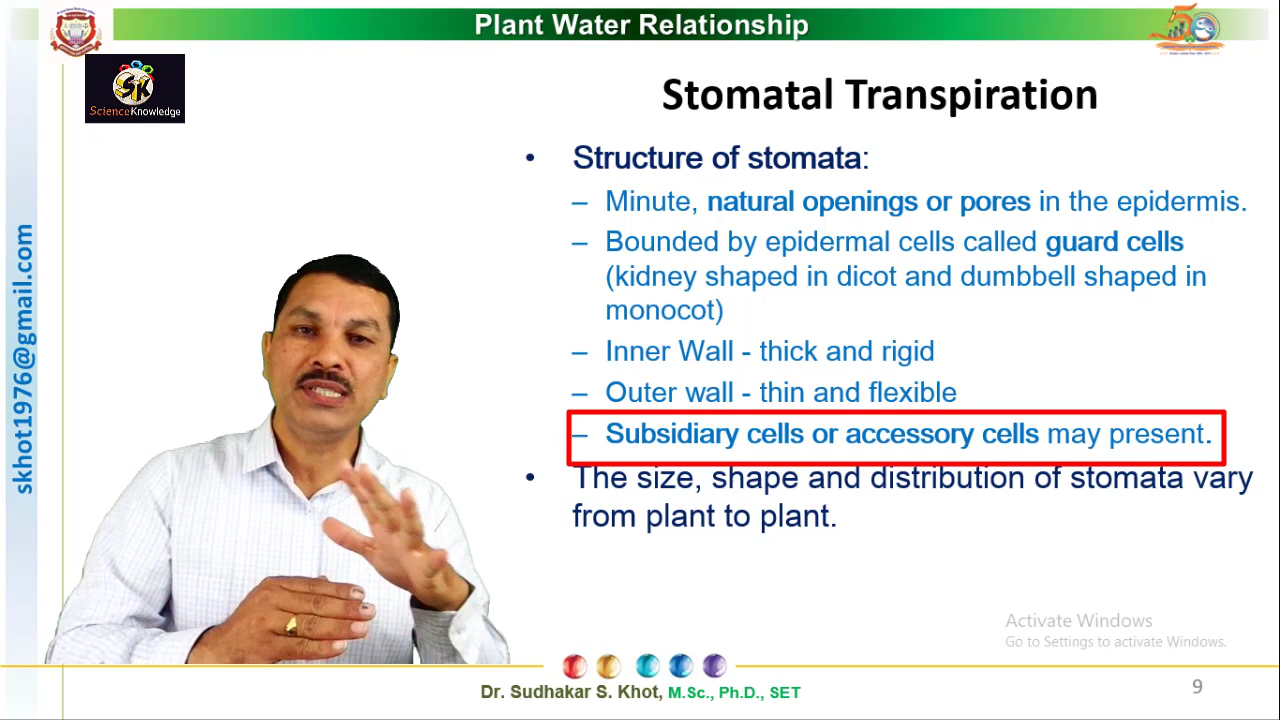 Plant Water Relationship
SK
ScienceKnowledge
Stomatal Transpiration
• Structure of stomata:
– Minute, natural openings or pores in the epidermis.
– Bounded by epidermal cells called guard cells
(kidney shaped in dicot and dumbbell shaped in
monocot)
– Inner Wall - thick and rigid
– Outer wall - thin and flexible
– Subsidiary cells or accessory cells may present.
• The size, shape and distribution of stomata vary
from plant to plant.
skhot1976@gmail.com
Activate Windows
Go to Settings to activate Windows.
Dr. Sudhakar S. Khot, M.Sc., Ph.D., SET
9